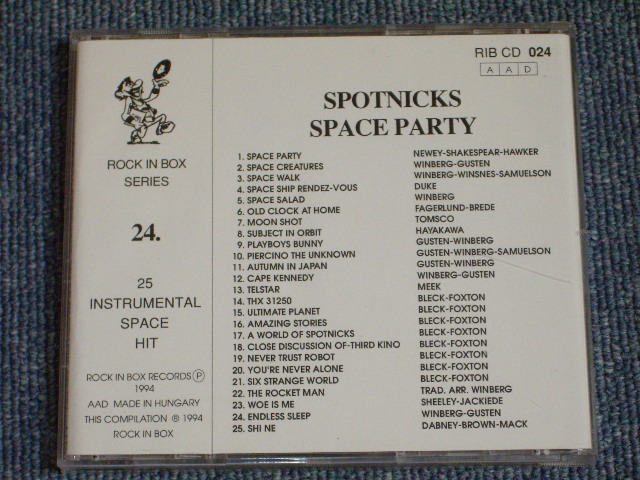 RIB CD 024
A A D
SPOTNICKS
SPACE PARTY
ROCK IN BOX
SERIES
24.
25
INSTRUMENTAL
SPACE
HIT
ROCK IN BOX RECORDS Ⓟ
1994
AAD MADE IN HUNGARY
THIS COMPILATION ℗ 1994
ROCK IN BOX
1. SPACE PARTY NEWEY-SHAKESPEAR-HAWKER
2. SPACE CREATURES WINBERG-GUSTEN
3. SPACE WALK WINBERG-WINSNES-SAMUELSON
4. SPACE SHIP RENDEZ-VOUS DUKE
5. SPACE SALAD WINBERG
6. OLD CLOCK AT HOME FAGERLUND-BREDE
7. MOON SHOT TOMSCO
8. SUBJECT IN ORBIT HAYAKAWA
9. PLAYBOYS BUNNY GUSTEN-WINBERG
10. PIERCINO THE UNKNOWN GUSTEN-WINBERG-SAMUELSON
11. AUTUMN IN JAPAN GUSTEN-WINBERG
12. CAPE KENNEDY WINBERG-GUSTEN
13. TELSTAR MEEK
14. THX 31250 BLECK-FOXTON
15. ULTIMATE PLANET BLECK-FOXTON
16. AMAZING STORIES BLECK-FOXTON
17. A WORLD OF SPOTNICKS BLECK-FOXTON
18. CLOSE DISCUSSION OF-THIRD KINO BLECK-FOXTON
19. NEVER TRUST ROBOT BLECK-FOXTON
20. YOU'RE NEVER ALONE BLECK-FOXTON
21. SIX STRANGE WORLD BLECK-FOXTON
22. THE ROCKET MAN TRAD. ARR. WINBERG
23. WOE IS ME SHEELEY-JACKIEDE
24. ENDLESS SLEEP WINBERG-GUSTEN
25. SHI NE DABNEY-BROWN-MACK